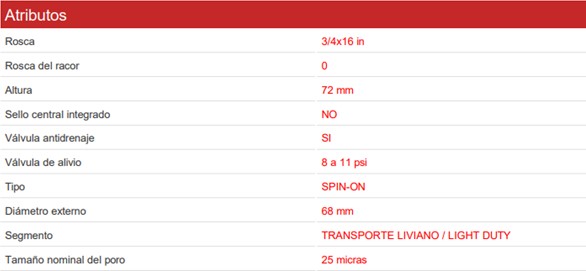 Atributos
Rosca 3/4x16 in
Rosca del racor 0
Altura 72 mm
Sello central integrado NO
Válvula antidrenaje SI
Válvula de alivio 8 a 11 psi
Tipo SPIN-ON
Diámetro externo 68 mm
Segmento TRANSPORTE LIVIANO / LIGHT DUTY
Tamaño nominal del poro 25 micras